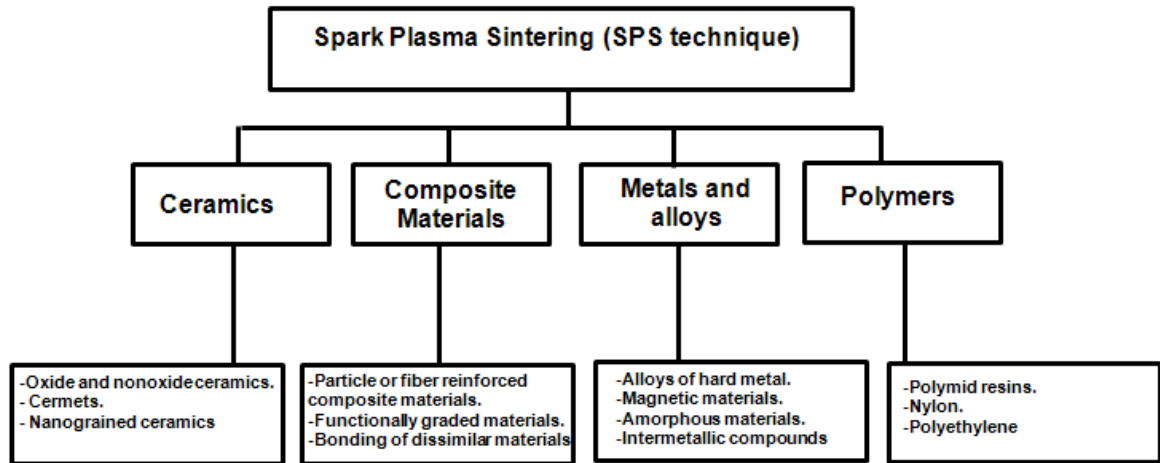 Spark Plasma Sintering (SPS technique)
Ceramics
Composite
Materials
Metals and
alloys
Polymers
-Oxide and nonoxide ceramics.
- Cermets.
- Nanograined ceramics
-Particle or fiber reinforced
composite materials.
-Functionally graded materials.
-Bonding of dissimilar materials
-Alloys of hard metal.
-Magnetic materials.
-Amorphous materials.
-Intermetallic compounds
-Polymid resins.
-Nylon.
-Polyethylene